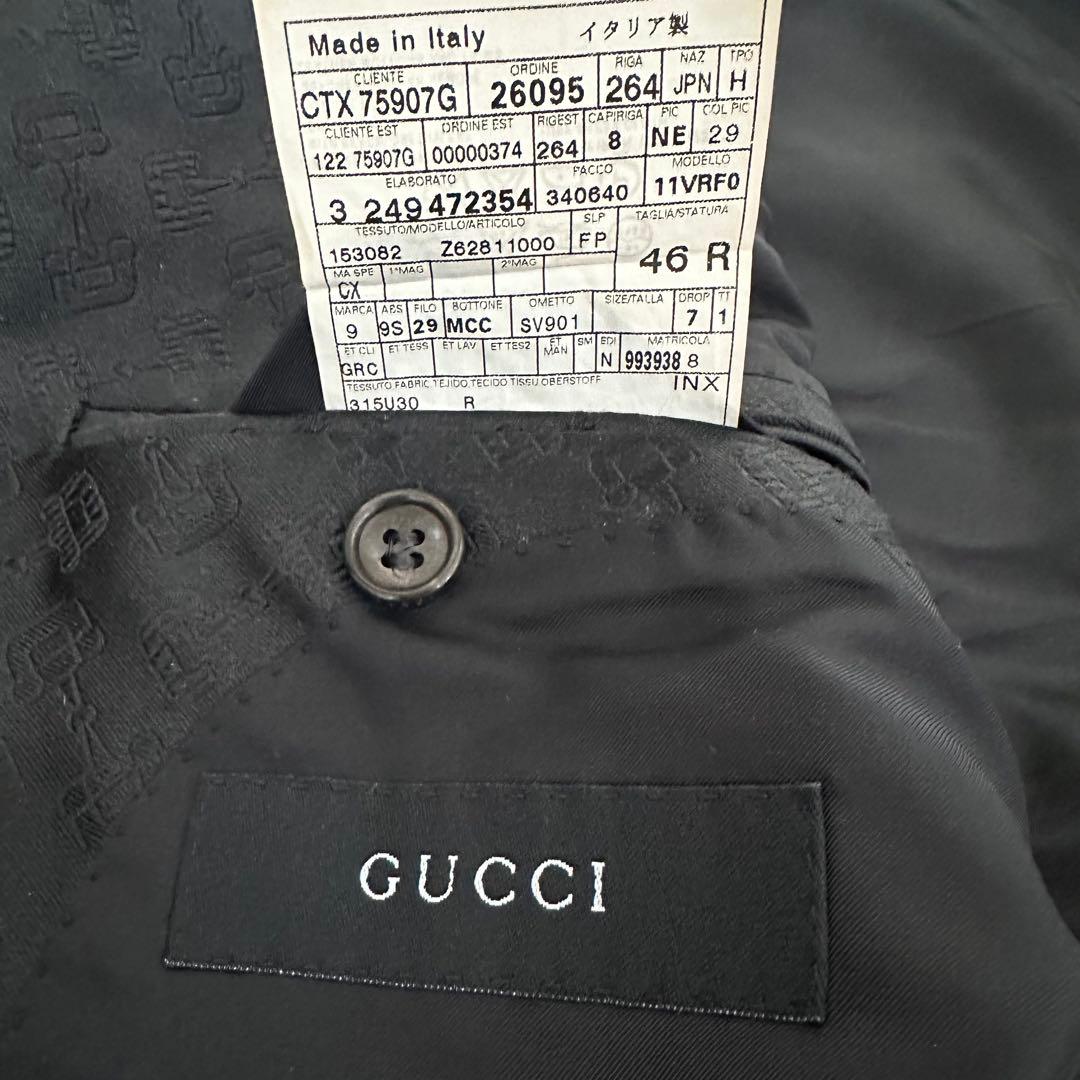 Made in Italy イタリア製
CLIENTE ORDINE RIGA NAZ TPO
CTX 75907G 26095 264 JPN H
CLIENTE EST ORDINE EST RIGEST CAPIRIGA PIC COL PIC
122 75907G 00000374 264 8 NE 29
ELABORATO PACCO MODELLO
3 249 472354 340640 11VRF0
TESSUTO/MODELLO/ARTICOLO SLP TAGLIA/STATURA
153082 Z62811000 FP 46 R
MA SPE 1°MAG 2°MAG
CX
MARCA ABS FILO BOTTONE OMETTO SIZE/TALLA DROP TI
9 9S 29 MCC SV901 7 1
ET CLI ET TESS ET LAV ET TES2 ET MAN SM EDI MATRICOLA
GRC N 993938 8
TESSUTO FABRIC TEJIDO TECIDO TISSU OBERSTOFF INX
315U30 R
GUCCI